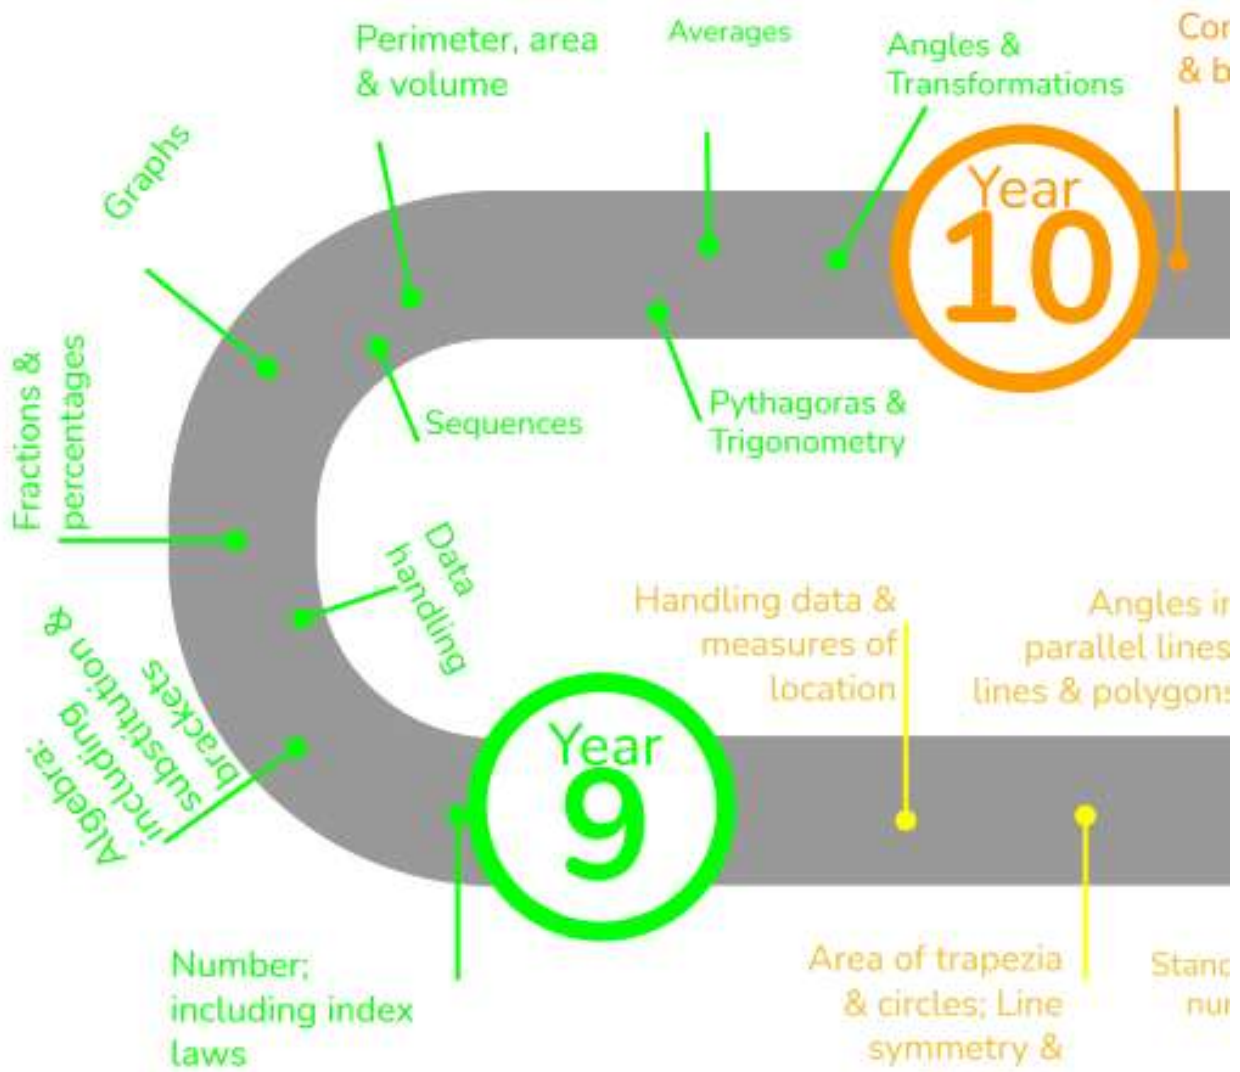 Perimeter, area
& volume
Averages
Angles &
Transformations
& b
Graphs
Year
10
Fractions &
percentages
Sequences
Pythagoras &
Trigonometry
Data
handling
Algebra:
including
substitution &
brackets
Handling data &
measures of
location
Angles in
parallel lines
lines & polygons
Year
9
Number;
including index
laws
Area of trapezia
& circles; Line
symmetry &